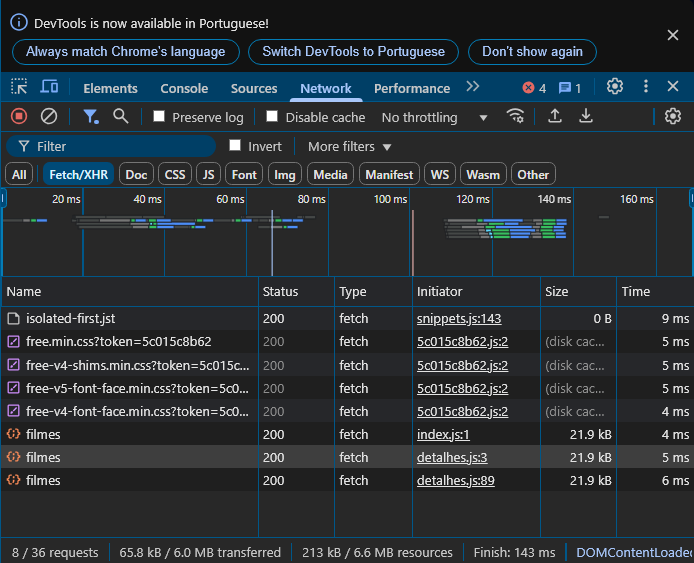 DevTools is now available in Portuguese!
Always match Chrome's language Switch DevTools to Portuguese Don't show again
Elements Console Sources Network Performance 4 1
Preserve log Disable cache No throttling
Filter Invert More filters
All Fetch/XHR Doc CSS JS Font Img Media Manifest WS Wasm Other
20 ms 40 ms 60 ms 80 ms 100 ms 120 ms 140 ms 160 ms
Name Status Type Initiator Size Time
isolated-first.jst 200 fetch snippets.js:143 0 B 9 ms
free.min.css?token=5c015c8b62 200 fetch 5c015c8b62.js:2 (disk cac... 5 ms
free-v4-shims.min.css?token=5c015c... 200 fetch 5c015c8b62.js:2 (disk cac... 5 ms
free-v5-font-face.min.css?token=5c0... 200 fetch 5c015c8b62.js:2 (disk cac... 5 ms
free-v4-font-face.min.css?token=5c0... 200 fetch 5c015c8b62.js:2 (disk cac... 4 ms
filmes 200 fetch index.js:1 21.9 kB 4 ms
filmes 200 fetch detalhes.js:3 21.9 kB 5 ms
filmes 200 fetch detalhes.js:89 21.9 kB 6 ms
8 / 36 requests 65.8 kB / 6.0 MB transferred 213 kB / 6.6 MB resources Finish: 143 ms DOMContentLoade